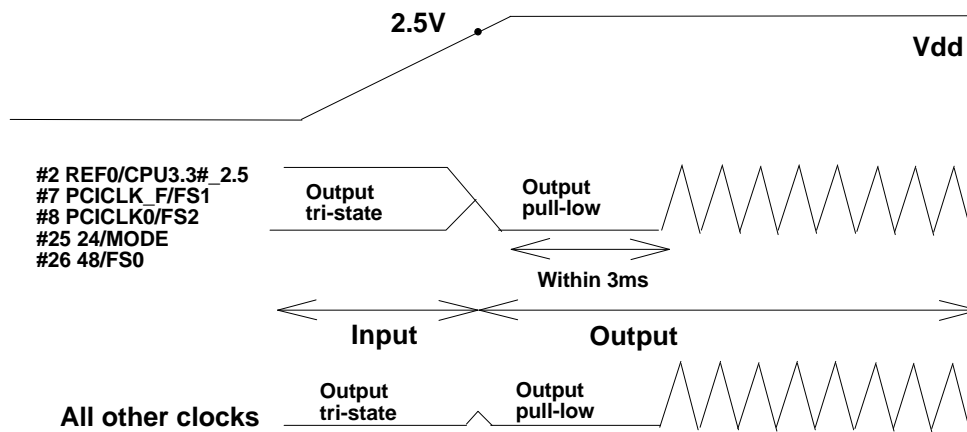 2.5V
Vdd
#2 REF0/CPU3.3#_2.5
#7 PCICLK_F/FS1
#8 PCICLK0/FS2
#25 24/MODE
#26 48/FS0
Output
tri-state
Output
pull-low
Within 3ms
Input
Output
All other clocks
Output
tri-state
Output
pull-low